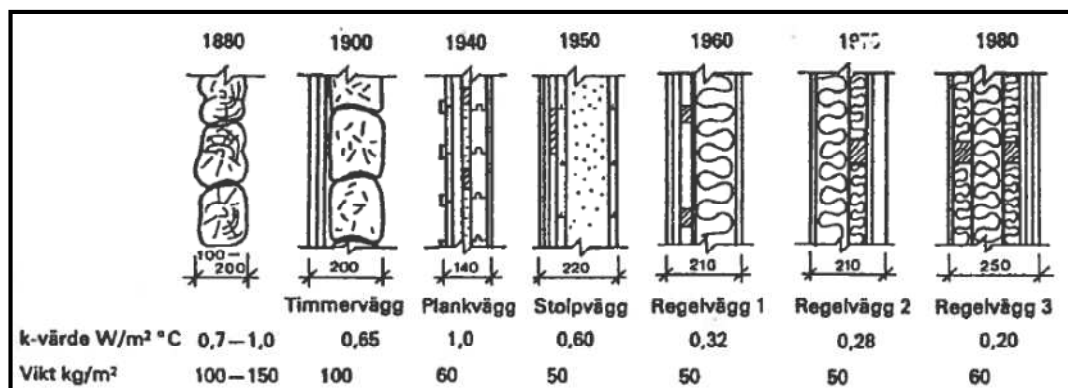 1880 1900 1940 1950 1960 1970 1980
100–
200 200 140 220 210 210 250
Timmervägg Plankvägg Stolpvägg Regelvägg 1 Regelvägg 2 Regelvägg 3
k-värde W/m² °C 0,7–1,0 0,65 1,0 0,60 0,32 0,28 0,20
Vikt kg/m² 100–150 100 60 50 50 50 60